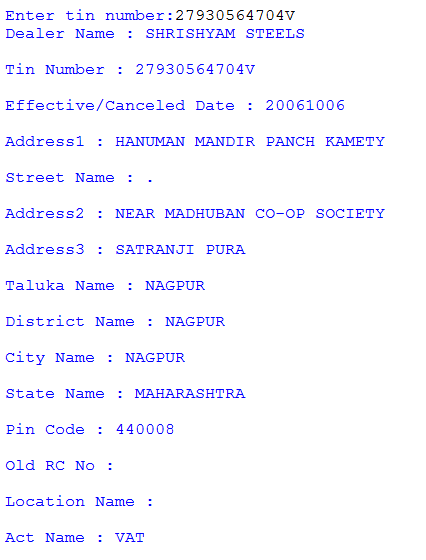 Enter tin number:27930564704V
Dealer Name : SHRISHYAM STEELS
Tin Number : 27930564704V
Effective/Canceled Date : 20061006
Address1 : HANUMAN MANDIR PANCH KAMETY
Street Name : .
Address2 : NEAR MADHUBAN CO-OP SOCIETY
Address3 : SATRANJI PURA
Taluka Name : NAGPUR
District Name : NAGPUR
City Name : NAGPUR
State Name : MAHARASHTRA
Pin Code : 440008
Old RC No :
Location Name :
Act Name : VAT